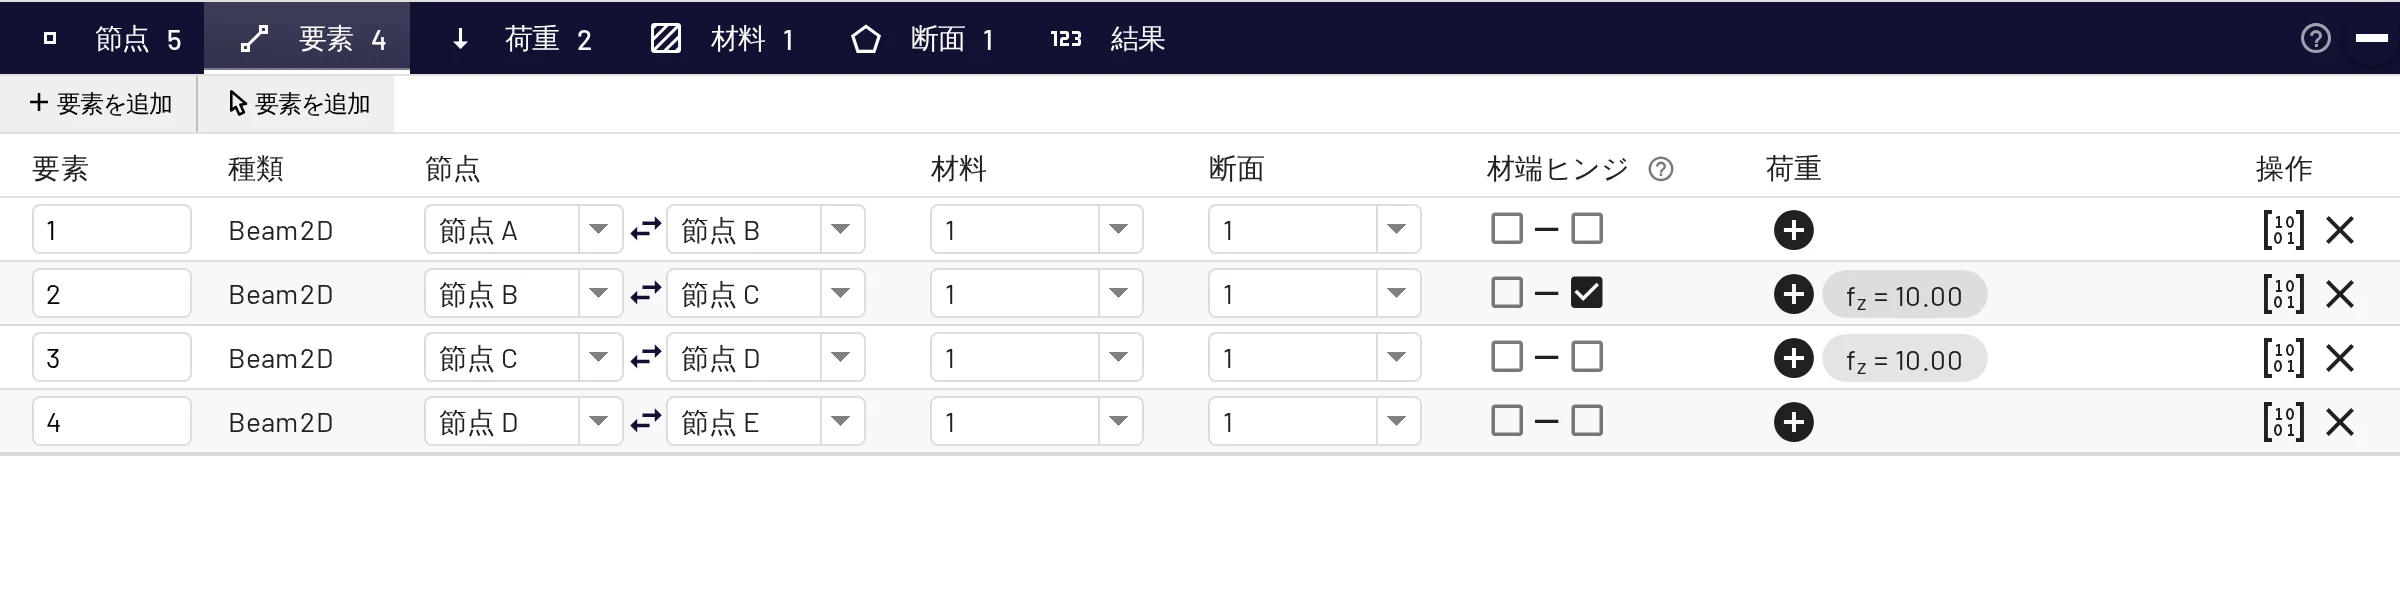 節点 5 要素 4 荷重 2 材料 1 断面 1 123 結果
+ 要素を追加 要素を追加
要素 種類 節点 材料 断面 材端ヒンジ ? 荷重 操作
1 Beam2D 節点 A 節点 B 1 1
2 Beam2D 節点 B 節点 C 1 1 fz = 10.00
3 Beam2D 節点 C 節点 D 1 1 fz = 10.00
4 Beam2D 節点 D 節点 E 1 1